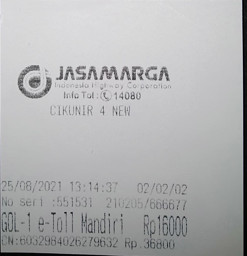 JASAMARGA
Indonesia Highway Corporation
Info Tol : 14080
CIKUNIR 4 NEW
25/08/2021 13:14:37 02/02/02
No seri :551531 210205/666677
GOL-1 e-Toll Mandiri Rp16000
CN:6032984026279632 Rp.36800